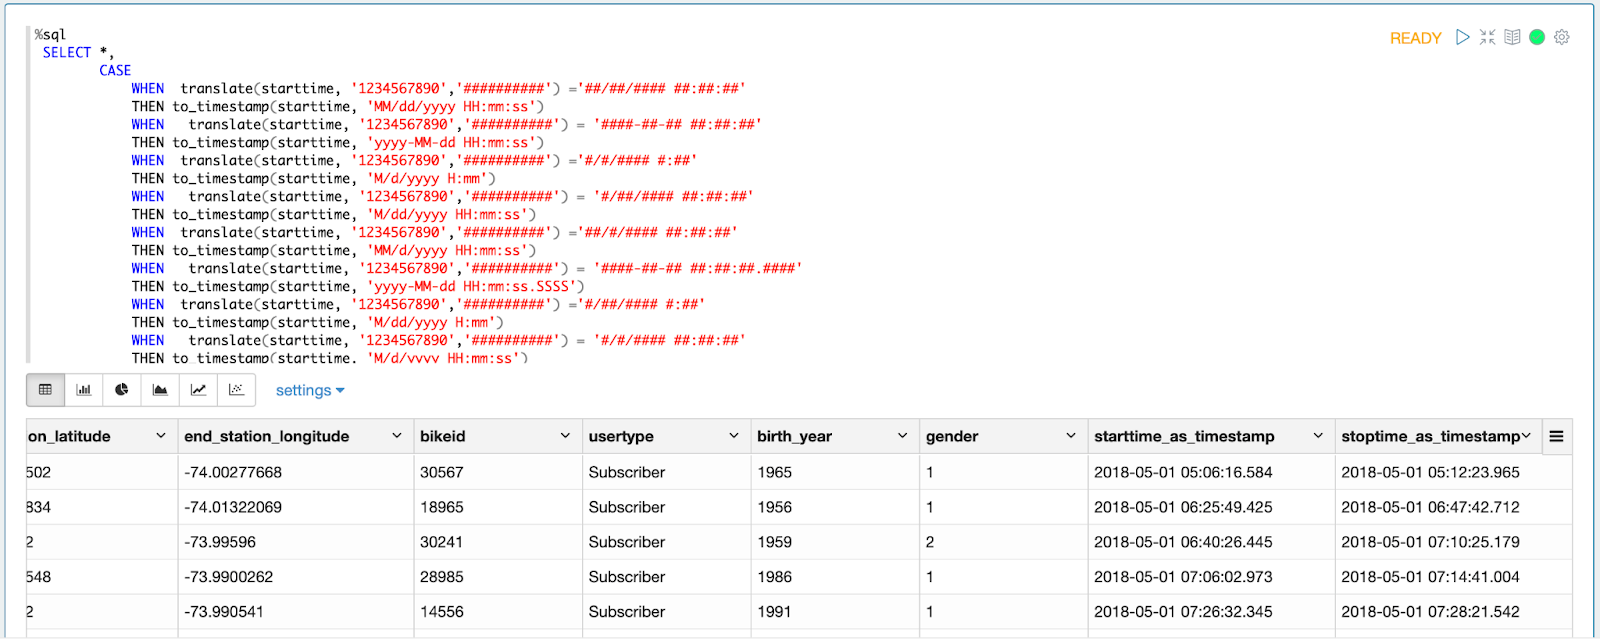 %sql
READY
SELECT *,
CASE
WHEN translate(starttime, '1234567890','##########') ='##/##/#### ##:##:##'
THEN to_timestamp(starttime, 'MM/dd/yyyy HH:mm:ss')
WHEN translate(starttime, '1234567890','##########') = '####-##-## ##:##:##'
THEN to_timestamp(starttime, 'yyyy-MM-dd HH:mm:ss')
WHEN translate(starttime, '1234567890','##########') ='#/#/#### #:##'
THEN to_timestamp(starttime, 'M/d/yyyy H:mm')
WHEN translate(starttime, '1234567890','##########') = '#/##/#### ##:##:##'
THEN to_timestamp(starttime, 'M/dd/yyyy HH:mm:ss')
WHEN translate(starttime, '1234567890','##########') ='##/#/#### ##:##:##'
THEN to_timestamp(starttime, 'MM/d/yyyy HH:mm:ss')
WHEN translate(starttime, '1234567890','##########') = '####-##-## ##:##:##.####'
THEN to_timestamp(starttime, 'yyyy-MM-dd HH:mm:ss.SSSS')
WHEN translate(starttime, '1234567890','##########') ='#/##/#### #:##'
THEN to_timestamp(starttime, 'M/dd/yyyy H:mm')
WHEN translate(starttime, '1234567890','##########') = '#/#/#### ##:##:##'
THEN to_timestamp(starttime, 'M/d/yyyy HH:mm:ss')
settings
on_latitude end_station_longitude bikeid usertype birth_year gender starttime_as_timestamp stoptime_as_timestamp
502 -74.00277668 30567 Subscriber 1965 1 2018-05-01 05:06:16.584 2018-05-01 05:12:23.965
834 -74.01322069 18965 Subscriber 1956 1 2018-05-01 06:25:49.425 2018-05-01 06:47:42.712
2 -73.99596 30241 Subscriber 1959 2 2018-05-01 06:40:26.445 2018-05-01 07:10:25.179
548 -73.9900262 28985 Subscriber 1986 1 2018-05-01 07:06:02.973 2018-05-01 07:14:41.004
2 -73.990541 14556 Subscriber 1991 1 2018-05-01 07:26:32.345 2018-05-01 07:28:21.542